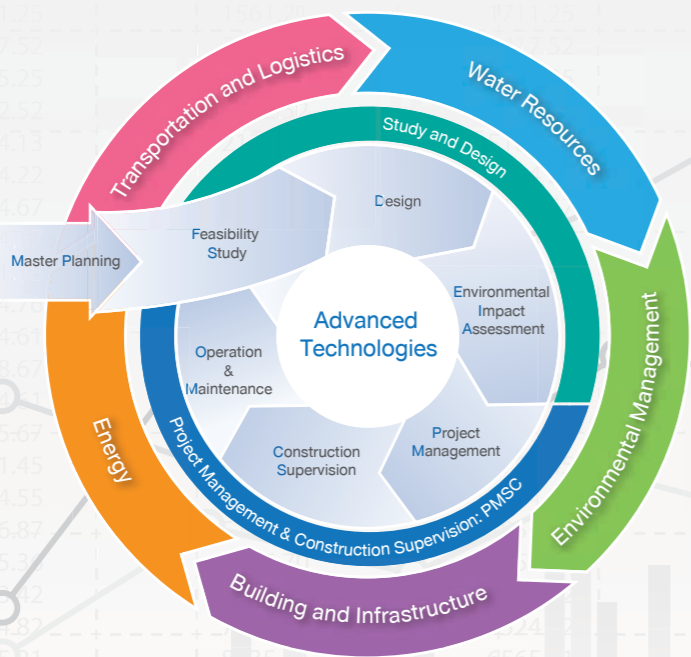 Transportation and Logistics
Water Resources
Study and Design
Design
Feasibility
Study
Master Planning
Environmental
Impact
Assessment
Advanced
Technologies
Operation
&
Maintenance
Project
Management
Construction
Supervision
Project Management & Construction Supervision: PMSC
Environmental Management
Energy
Building and Infrastructure